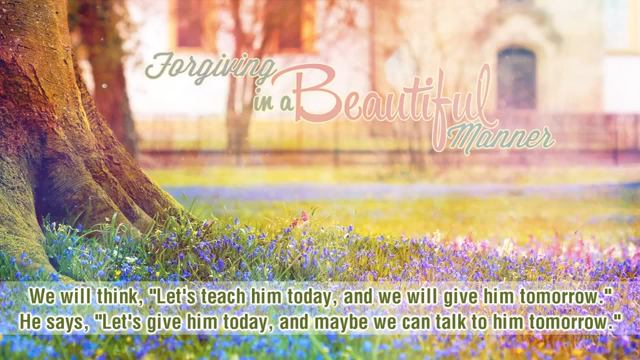 Forgiving
in a Beautiful
Manner
We will think, "Let's teach him today, and we will give him tomorrow."
He says, "Let's give him today, and maybe we can talk to him tomorrow."